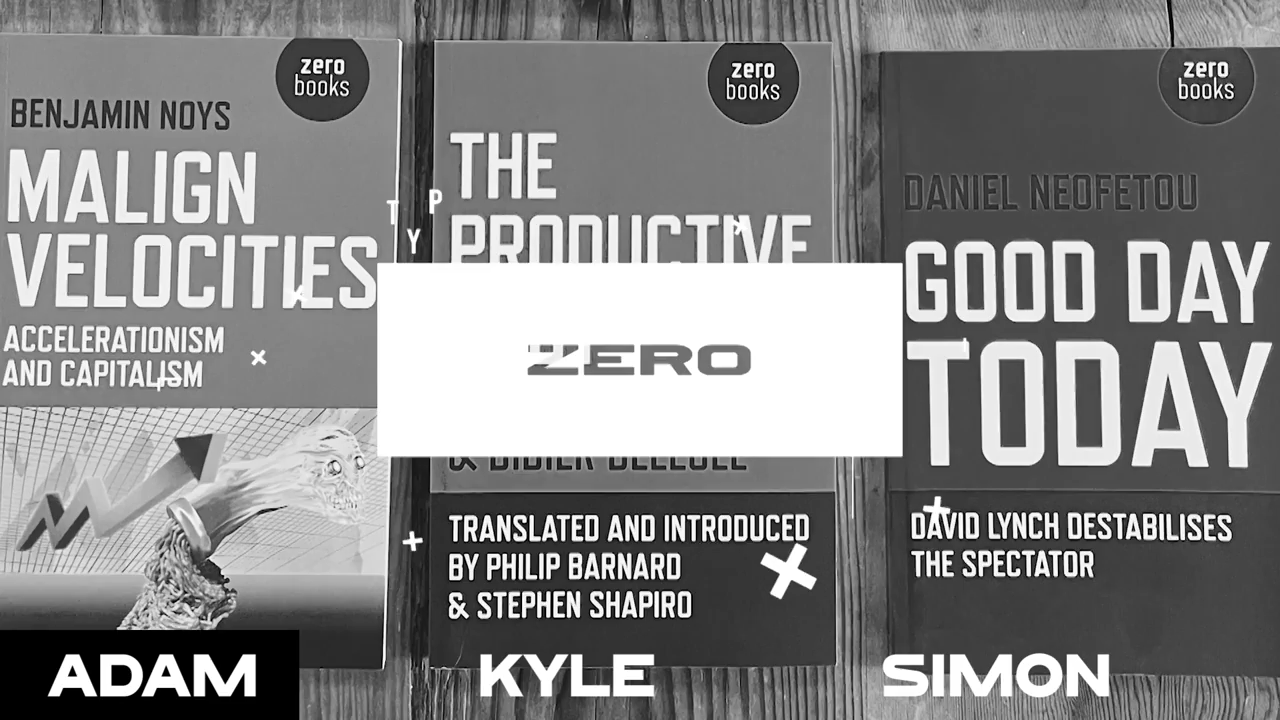 zero
books
BENJAMIN NOYS
MALIGN
VELOCITIES
ACCELERATIONISM
AND CAPITALISM
zero
books
THE
PRODUCTIVE
T
Y
P
ZERO
TRANSLATED AND INTRODUCED
BY PHILIP BARNARD
& STEPHEN SHAPIRO
zero
books
DANIEL NEOFETOU
GOOD DAY
TODAY
DAVID LYNCH DESTABILISES
THE SPECTATOR
ADAM
KYLE
SIMON